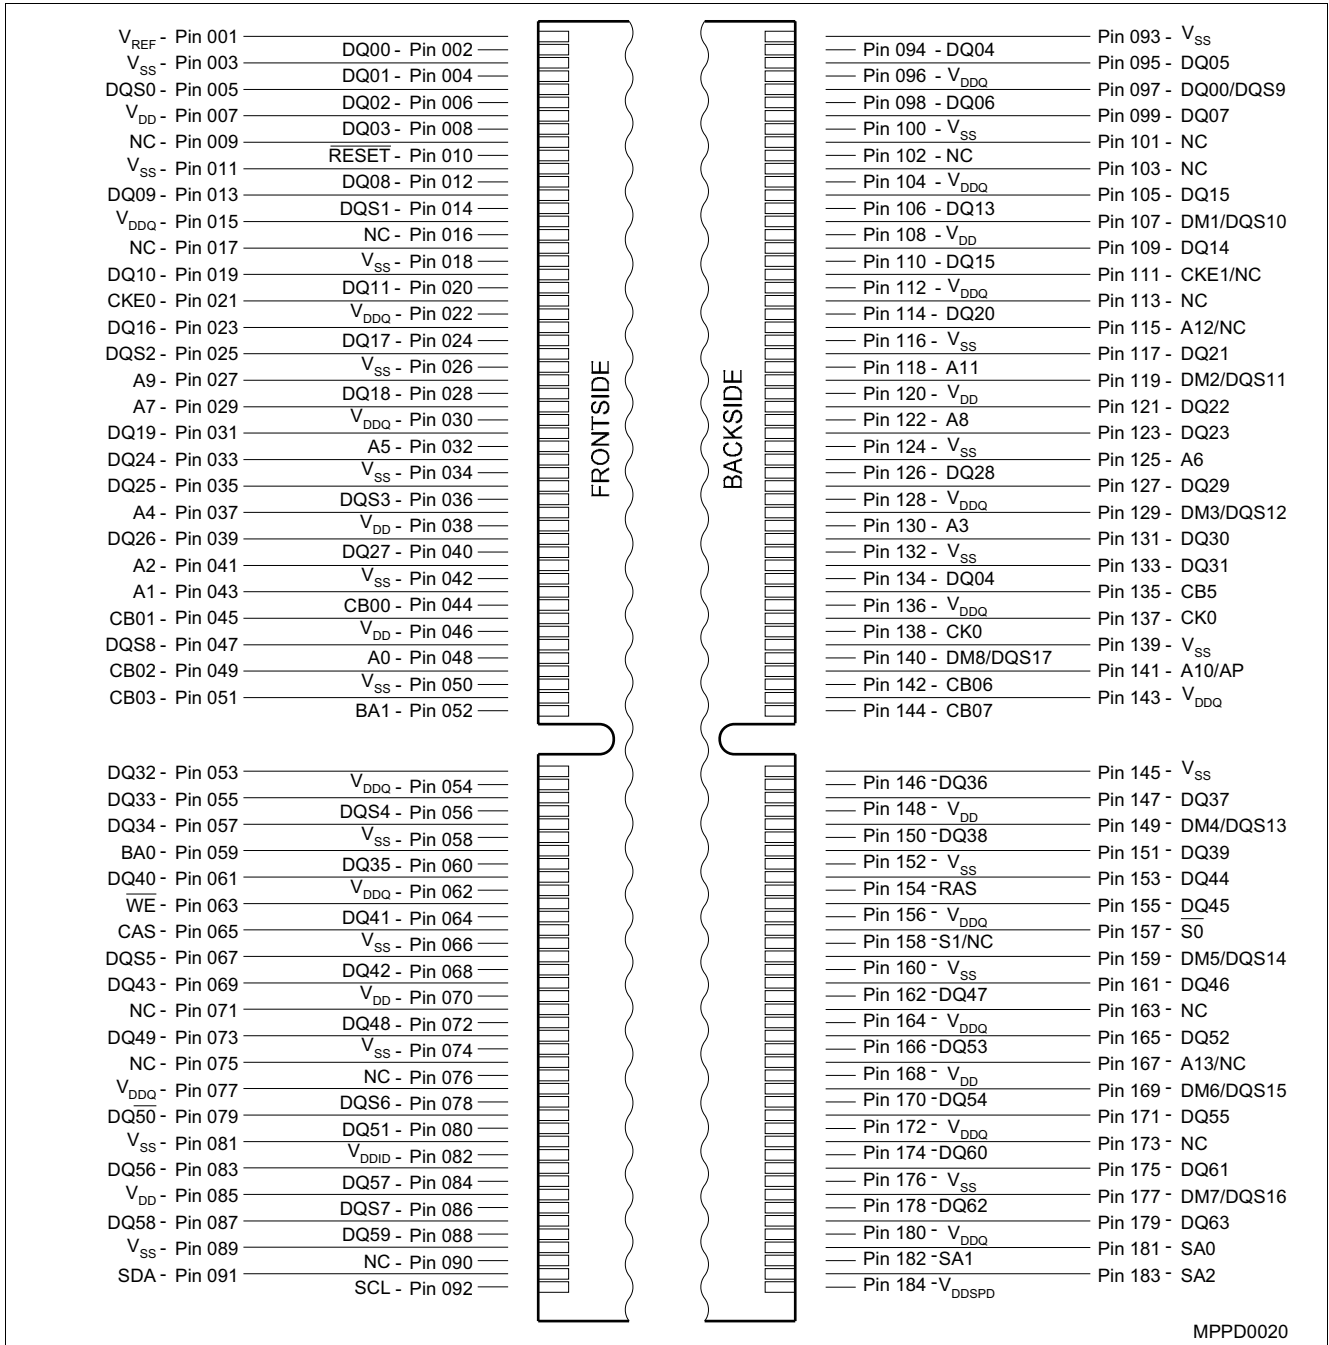 VREF - Pin 001
DQ00 - Pin 002
VSS - Pin 003
DQ01 - Pin 004
DQS0 - Pin 005
DQ02 - Pin 006
VDD - Pin 007
DQ03 - Pin 008
NC - Pin 009
RESET - Pin 010
VSS - Pin 011
DQ08 - Pin 012
DQ09 - Pin 013
DQS1 - Pin 014
VDDQ - Pin 015
NC - Pin 016
NC - Pin 017
VSS - Pin 018
DQ10 - Pin 019
DQ11 - Pin 020
CKE0 - Pin 021
VDDQ - Pin 022
DQ16 - Pin 023
DQ17 - Pin 024
DQS2 - Pin 025
VSS - Pin 026
A9 - Pin 027
DQ18 - Pin 028
A7 - Pin 029
VDDQ - Pin 030
DQ19 - Pin 031
A5 - Pin 032
DQ24 - Pin 033
VSS - Pin 034
DQ25 - Pin 035
DQS3 - Pin 036
A4 - Pin 037
VDD - Pin 038
DQ26 - Pin 039
DQ27 - Pin 040
A2 - Pin 041
VSS - Pin 042
A1 - Pin 043
CB00 - Pin 044
CB01 - Pin 045
VDD - Pin 046
DQS8 - Pin 047
A0 - Pin 048
CB02 - Pin 049
VSS - Pin 050
CB03 - Pin 051
BA1 - Pin 052
DQ32 - Pin 053
VDDQ - Pin 054
DQ33 - Pin 055
DQS4 - Pin 056
DQ34 - Pin 057
VSS - Pin 058
BA0 - Pin 059
DQ35 - Pin 060
DQ40 - Pin 061
VDDQ - Pin 062
WE - Pin 063
DQ41 - Pin 064
CAS - Pin 065
VSS - Pin 066
DQS5 - Pin 067
DQ42 - Pin 068
DQ43 - Pin 069
VDD - Pin 070
NC - Pin 071
DQ48 - Pin 072
DQ49 - Pin 073
VSS - Pin 074
NC - Pin 075
NC - Pin 076
VDDQ - Pin 077
DQS6 - Pin 078
DQ50 - Pin 079
DQ51 - Pin 080
VSS - Pin 081
VDDID - Pin 082
DQ56 - Pin 083
DQ57 - Pin 084
VDD - Pin 085
DQS7 - Pin 086
DQ58 - Pin 087
DQ59 - Pin 088
VSS - Pin 089
NC - Pin 090
SDA - Pin 091
SCL - Pin 092
FRONTSIDE
BACKSIDE
Pin 093 - VSS
Pin 094 - DQ04
Pin 095 - DQ05
Pin 096 - VDDQ
Pin 097 - DQ00/DQS9
Pin 098 - DQ06
Pin 099 - DQ07
Pin 100 - VSS
Pin 101 - NC
Pin 102 - NC
Pin 103 - NC
Pin 104 - VDDQ
Pin 105 - DQ15
Pin 106 - DQ13
Pin 107 - DM1/DQS10
Pin 108 - VDD
Pin 109 - DQ14
Pin 110 - DQ15
Pin 111 - CKE1/NC
Pin 112 - VDDQ
Pin 113 - NC
Pin 114 - DQ20
Pin 115 - A12/NC
Pin 116 - VSS
Pin 117 - DQ21
Pin 118 - A11
Pin 119 - DM2/DQS11
Pin 120 - VDD
Pin 121 - DQ22
Pin 122 - A8
Pin 123 - DQ23
Pin 124 - VSS
Pin 125 - A6
Pin 126 - DQ28
Pin 127 - DQ29
Pin 128 - VDDQ
Pin 129 - DM3/DQS12
Pin 130 - A3
Pin 131 - DQ30
Pin 132 - VSS
Pin 133 - DQ31
Pin 134 - DQ04
Pin 135 - CB5
Pin 136 - VDDQ
Pin 137 - CK0
Pin 138 - CK0
Pin 139 - VSS
Pin 140 - DM8/DQS17
Pin 141 - A10/AP
Pin 142 - CB06
Pin 143 - VDDQ
Pin 144 - CB07
Pin 145 - VSS
Pin 146 - DQ36
Pin 147 - DQ37
Pin 148 - VDD
Pin 149 - DM4/DQS13
Pin 150 - DQ38
Pin 151 - DQ39
Pin 152 - VSS
Pin 153 - DQ44
Pin 154 - RAS
Pin 155 - DQ45
Pin 156 - VDDQ
Pin 157 - S0
Pin 158 - S1/NC
Pin 159 - DM5/DQS14
Pin 160 - VSS
Pin 161 - DQ46
Pin 162 - DQ47
Pin 163 - NC
Pin 164 - VDDQ
Pin 165 - DQ52
Pin 166 - DQ53
Pin 167 - A13/NC
Pin 168 - VDD
Pin 169 - DM6/DQS15
Pin 170 - DQ54
Pin 171 - DQ55
Pin 172 - VDDQ
Pin 173 - NC
Pin 174 - DQ60
Pin 175 - DQ61
Pin 176 - VSS
Pin 177 - DM7/DQS16
Pin 178 - DQ62
Pin 179 - DQ63
Pin 180 - VDDQ
Pin 181 - SA0
Pin 182 - SA1
Pin 183 - SA2
Pin 184 - VDDSPD
MPPD0020